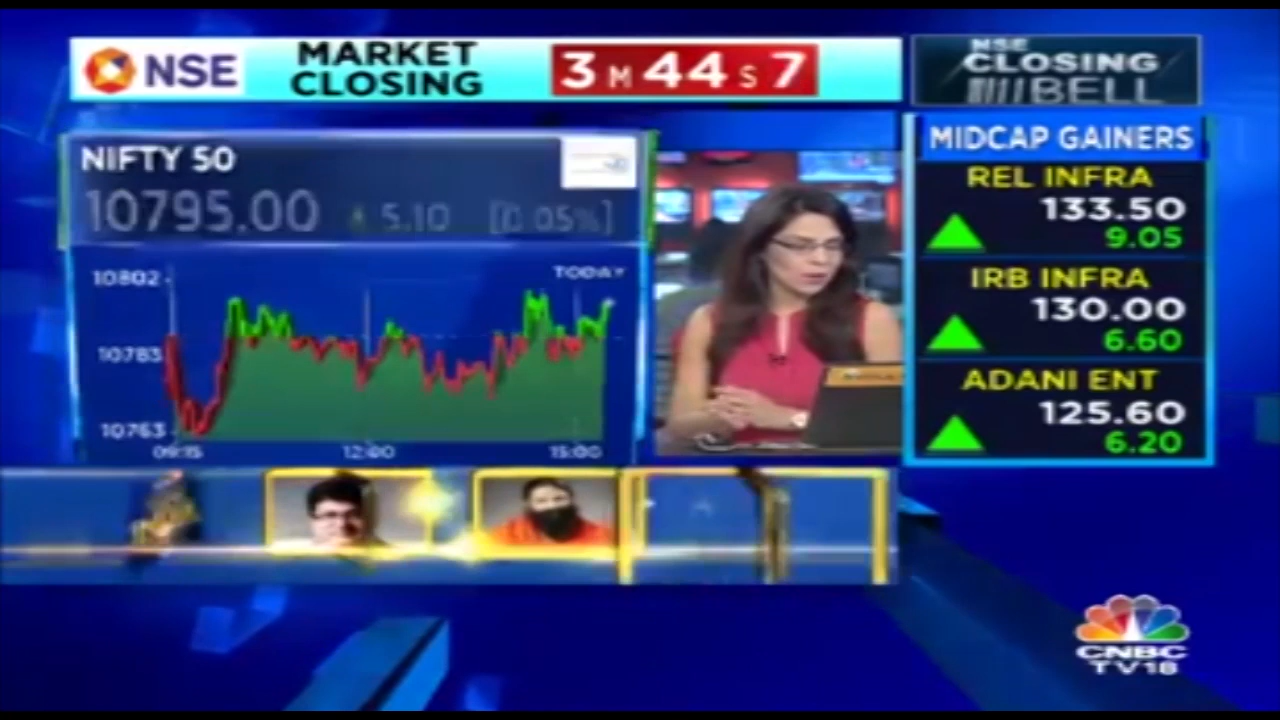 NSE
MARKET
CLOSING
3 M 44 S 7
NSE
CLOSING
BELL
NIFTY 50
10795.00 5.10 [0.05%]
TODAY
10802
10783
10763
09:15 12:00 15:00
MIDCAP GAINERS
REL INFRA
133.50
9.05
IRB INFRA
130.00
6.60
ADANI ENT
125.60
6.20
CNBC
TV18